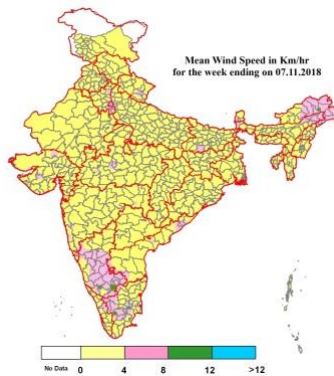 Mean Wind Speed in Km/hr
for the week ending on 07.11.2018
No Data 0 4 8 12 >12